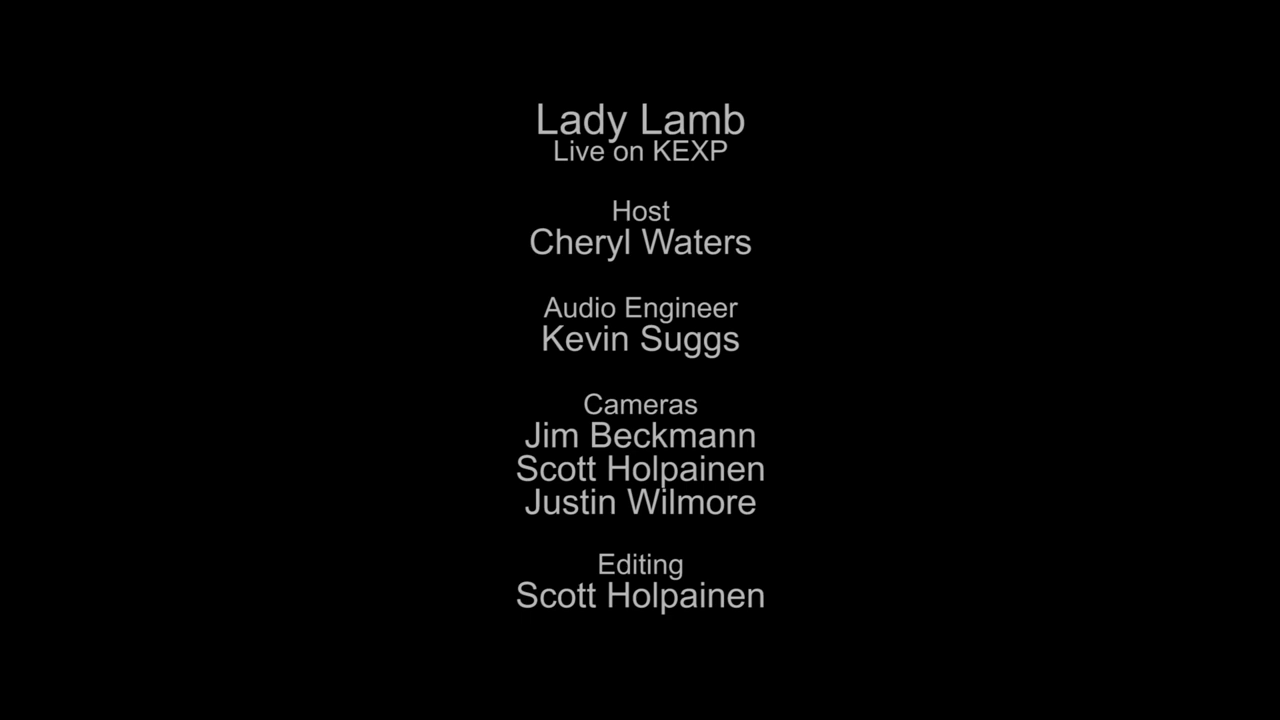 Lady Lamb
Live on KEXP
Host
Cheryl Waters
Audio Engineer
Kevin Suggs
Cameras
Jim Beckmann
Scott Holpainen
Justin Wilmore
Editing
Scott Holpainen